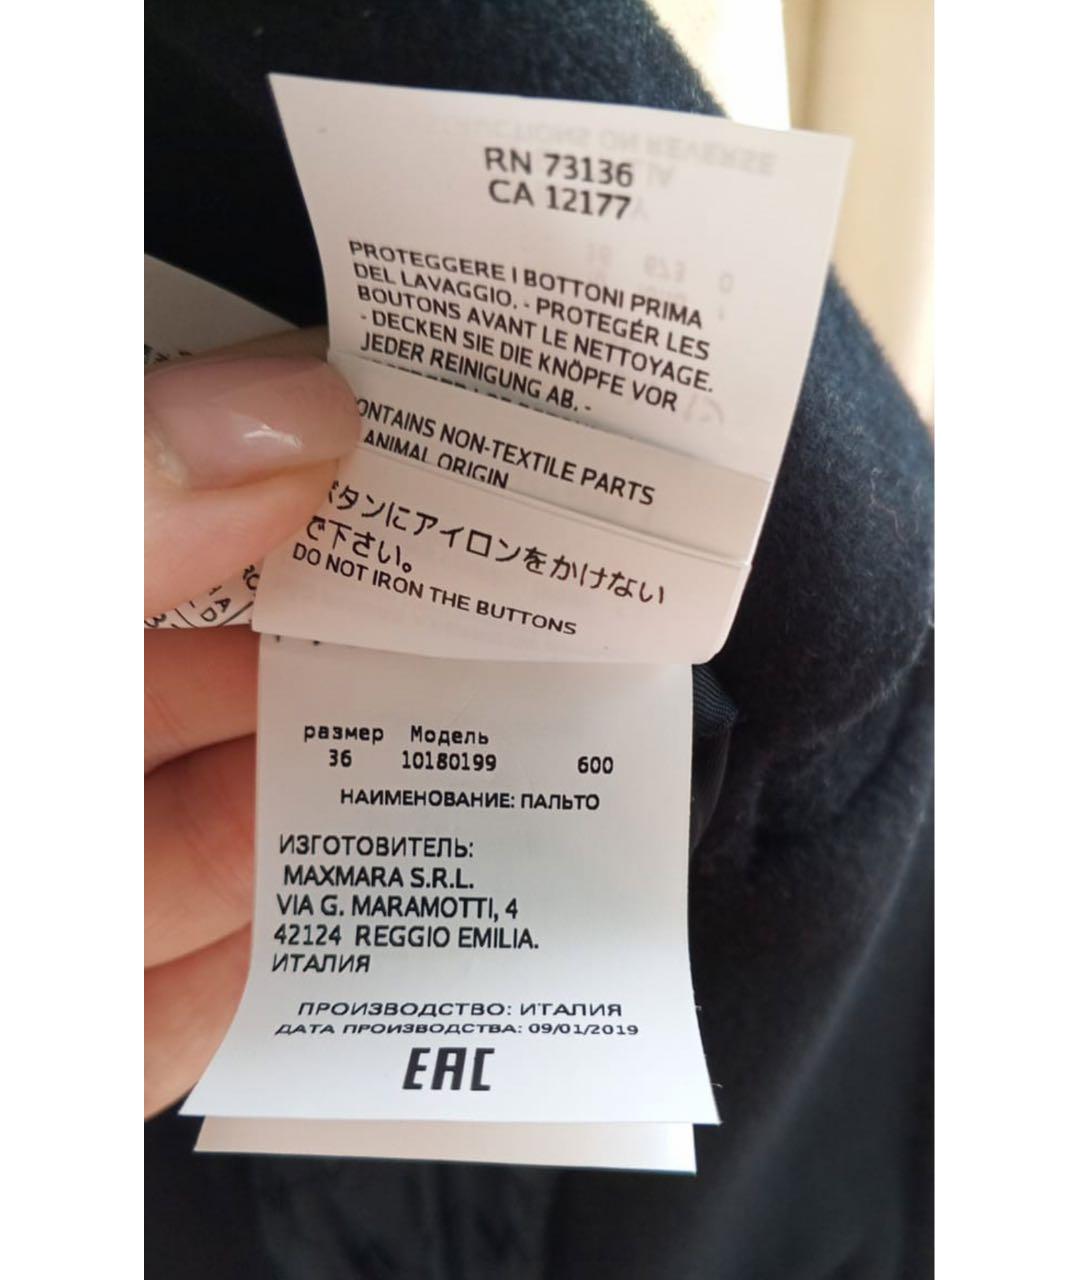 RN 73136
CA 12177
PROTEGGERE I BOTTONI PRIMA
DEL LAVAGGIO. - PROTEGÉR LES
BOUTONS AVANT LE NETTOYAGE.
- DECKEN SIE DIE KNÖPFE VOR
JEDER REINIGUNG AB. -
ONTAINS NON-TEXTILE PARTS
ANIMAL ORIGIN
タンにアイロンをかけない
で下さい。
DO NOT IRON THE BUTTONS
размер Модель
36 10180199 600
НАИМЕНОВАНИЕ: ПАЛЬТО
ИЗГОТОВИТЕЛЬ:
MAXMARA S.R.L.
VIA G. MARAMOTTI, 4
42124 REGGIO EMILIA.
ИТАЛИЯ
ПРОИЗВОДСТВО: ИТАЛИЯ
ДАТА ПРОИЗВОДСТВА: 09/01/2019
EAC